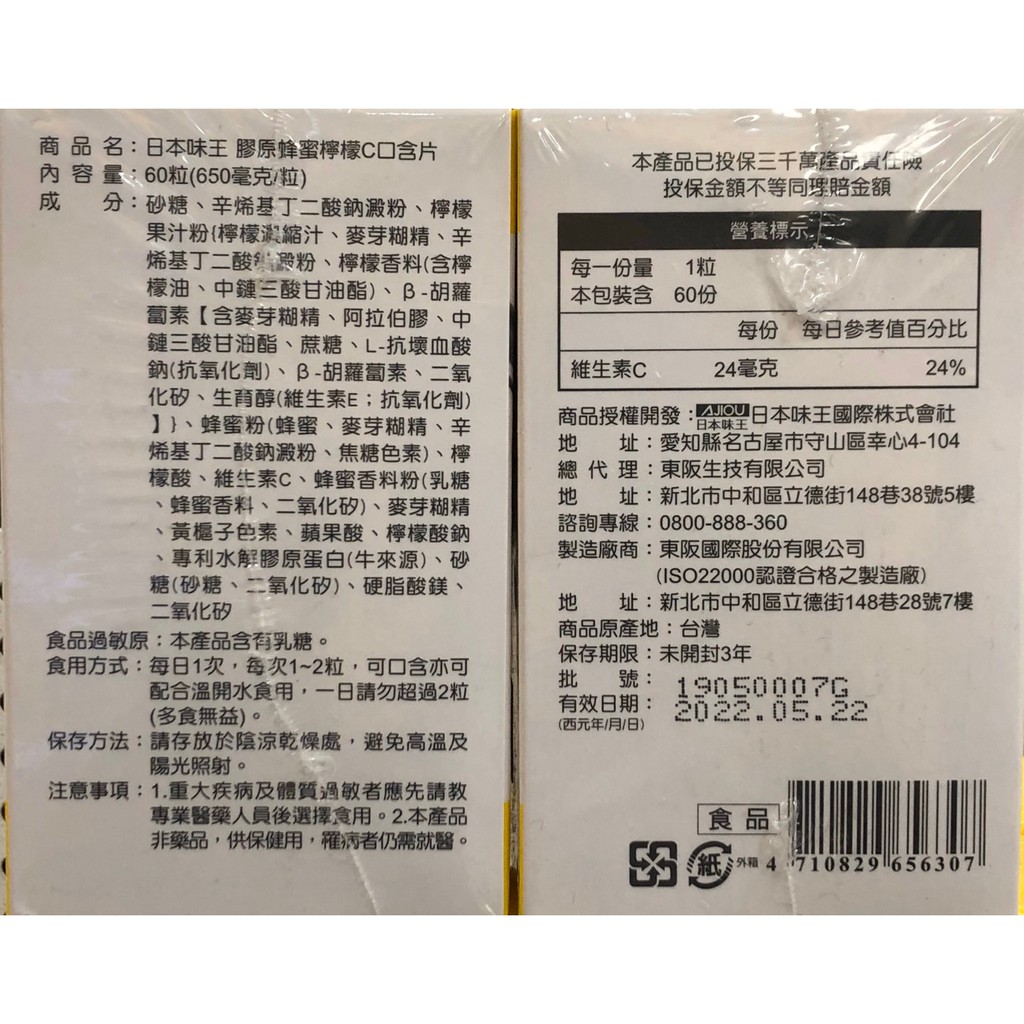 商品名：日本味王 膠原蜂蜜檸檬C口含片
內容量：60粒(650毫克/粒)
成分：砂糖、辛烯基丁二酸鈉澱粉、檸檬
果汁粉{檸檬濃縮汁、麥芽糊精、辛
烯基丁二酸鈉澱粉、檸檬香料(含檸
檬油、中鏈三酸甘油酯)、β-胡蘿
蔔素【含麥芽糊精、阿拉伯膠、中
鏈三酸甘油酯、蔗糖、L-抗壞血酸
鈉(抗氧化劑)、β-胡蘿蔔素、二氧
化矽、生育醇(維生素E；抗氧化劑)
】}、蜂蜜粉(蜂蜜、麥芽糊精、辛
烯基丁二酸鈉澱粉、焦糖色素)、檸
檬酸、維生素C、蜂蜜香料粉(乳糖
、蜂蜜香料、二氧化矽)、麥芽糊精
、黃梔子色素、蘋果酸、檸檬酸鈉
、專利水解膠原蛋白(牛來源)、砂
糖(砂糖、二氧化矽)、硬脂酸鎂、
二氧化矽
食品過敏原：本產品含有乳糖。
食用方式：每日1次，每次1~2粒，可口含亦可
配合溫開水食用，一日請勿超過2粒
(多食無益)。
保存方法：請存放於陰涼乾燥處，避免高溫及
陽光照射。
注意事項：1.重大疾病及體質過敏者應先請教
專業醫藥人員後選擇食用。2.本產品
非藥品，供保健用，罹病者仍需就醫。
本產品已投保三千萬產品責任險
投保金額不等同理賠金額
營養標示
每一份量 1粒
本包裝含 60份
每份 每日參考值百分比
維生素C 24毫克 24%
商品授權開發：AJIOU日本味王 日本味王國際株式會社
地址：愛知縣名古屋市守山區幸心4-104
總代理：東阪生技有限公司
地址：新北市中和區立德街148巷38號5樓
諮詢專線：0800-888-360
製造廠商：東阪國際股份有限公司
(ISO22000認證合格之製造廠)
地址：新北市中和區立德街148巷28號7樓
商品原產地：台灣
保存期限：未開封3年
批號：19050007G
有效日期：2022.05.22
(西元年/月/日)
食品
紙 外箱
4 710829 656307